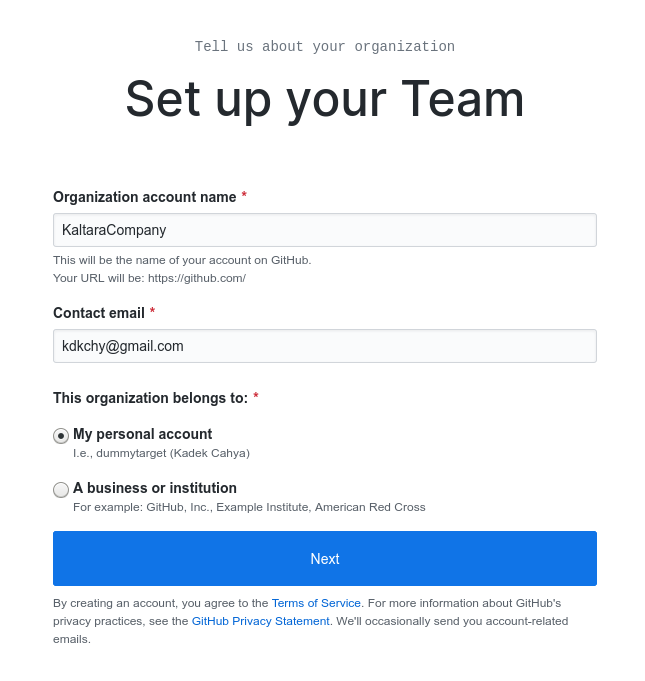 Tell us about your organization
Set up your Team
Organization account name *
KaltaraCompany
This will be the name of your account on GitHub.
Your URL will be: https://github.com/
Contact email *
kdkchy@gmail.com
This organization belongs to: *
My personal account
I.e., dummytarget (Kadek Cahya)
A business or institution
For example: GitHub, Inc., Example Institute, American Red Cross
Next
By creating an account, you agree to the Terms of Service. For more information about GitHub's
privacy practices, see the GitHub Privacy Statement. We'll occasionally send you account-related
emails.